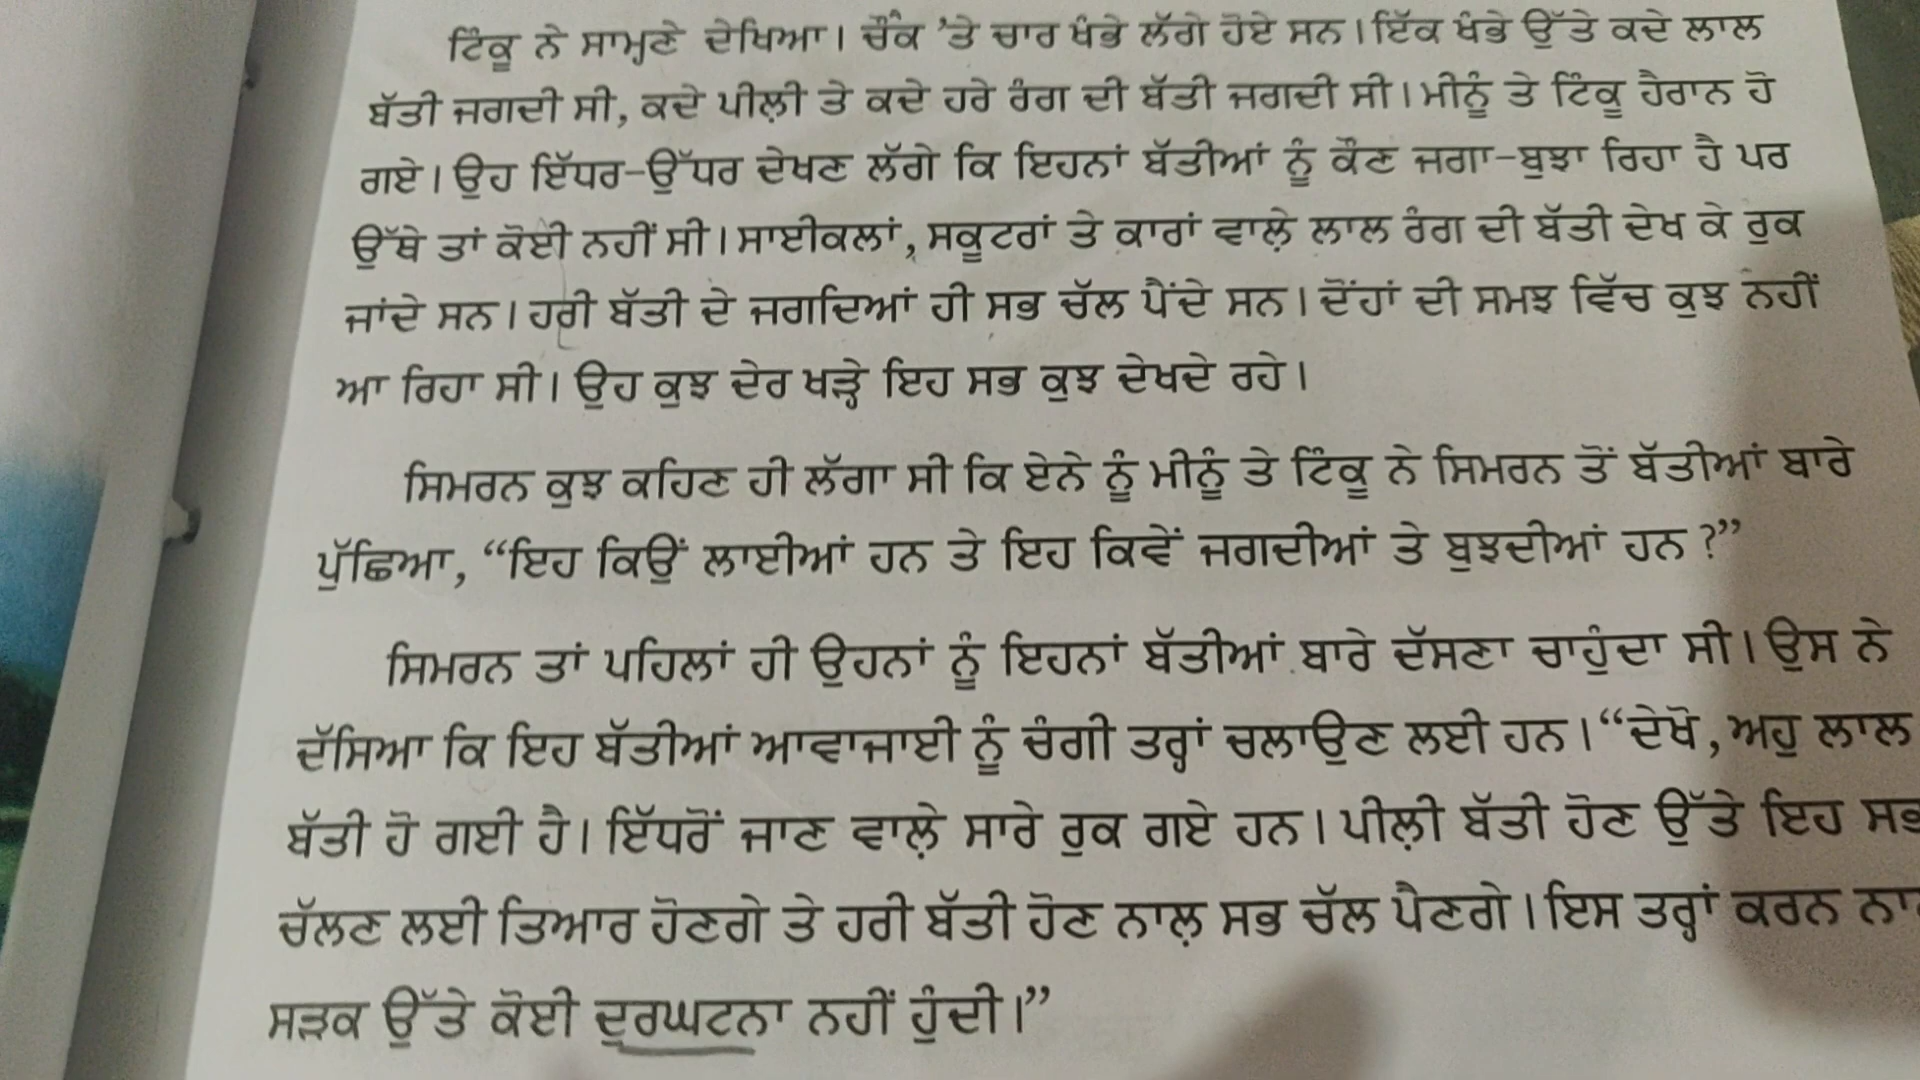 ਟਿੰਕੂ ਨੇ ਸਾਮ੍ਹਣੇ ਦੇਖਿਆ। ਚੌਂਕ ’ਤੇ ਚਾਰ ਖੰਭੇ ਲੱਗੇ ਹੋਏ ਸਨ। ਇੱਕ ਖੰਭੇ ਉੱਤੇ ਕਦੇ ਲਾਲ
ਬੱਤੀ ਜਗਦੀ ਸੀ, ਕਦੇ ਪੀਲ਼ੀ ਤੇ ਕਦੇ ਹਰੇ ਰੰਗ ਦੀ ਬੱਤੀ ਜਗਦੀ ਸੀ। ਮੀਨੂੰ ਤੇ ਟਿੰਕੂ ਹੈਰਾਨ ਹੋ
ਗਏ। ਉਹ ਇੱਧਰ-ਉੱਧਰ ਦੇਖਣ ਲੱਗੇ ਕਿ ਇਹਨਾਂ ਬੱਤੀਆਂ ਨੂੰ ਕੌਣ ਜਗਾ-ਬੁਝਾ ਰਿਹਾ ਹੈ ਪਰ
ਉੱਥੇ ਤਾਂ ਕੋਈ ਨਹੀਂ ਸੀ। ਸਾਈਕਲਾਂ, ਸਕੂਟਰਾਂ ਤੇ ਕਾਰਾਂ ਵਾਲ਼ੇ ਲਾਲ ਰੰਗ ਦੀ ਬੱਤੀ ਦੇਖ ਕੇ ਰੁਕ
ਜਾਂਦੇ ਸਨ। ਹਰੀ ਬੱਤੀ ਦੇ ਜਗਦਿਆਂ ਹੀ ਸਭ ਚੱਲ ਪੈਂਦੇ ਸਨ। ਦੋਂਹਾਂ ਦੀ ਸਮਝ ਵਿੱਚ ਕੁਝ ਨਹੀਂ
ਆ ਰਿਹਾ ਸੀ। ਉਹ ਕੁਝ ਦੇਰ ਖੜ੍ਹੇ ਇਹ ਸਭ ਕੁਝ ਦੇਖਦੇ ਰਹੇ।
ਸਿਮਰਨ ਕੁਝ ਕਹਿਣ ਹੀ ਲੱਗਾ ਸੀ ਕਿ ਏਨੇ ਨੂੰ ਮੀਨੂੰ ਤੇ ਟਿੰਕੂ ਨੇ ਸਿਮਰਨ ਤੋਂ ਬੱਤੀਆਂ ਬਾਰੇ
ਪੁੱਛਿਆ, “ਇਹ ਕਿਉਂ ਲਾਈਆਂ ਹਨ ਤੇ ਇਹ ਕਿਵੇਂ ਜਗਦੀਆਂ ਤੇ ਬੁਝਦੀਆਂ ਹਨ ?”
ਸਿਮਰਨ ਤਾਂ ਪਹਿਲਾਂ ਹੀ ਉਹਨਾਂ ਨੂੰ ਇਹਨਾਂ ਬੱਤੀਆਂ ਬਾਰੇ ਦੱਸਣਾ ਚਾਹੁੰਦਾ ਸੀ। ਉਸ ਨੇ
ਦੱਸਿਆ ਕਿ ਇਹ ਬੱਤੀਆਂ ਆਵਾਜਾਈ ਨੂੰ ਚੰਗੀ ਤਰ੍ਹਾਂ ਚਲਾਉਣ ਲਈ ਹਨ। “ਦੇਖੋ, ਅਹੁ ਲਾਲ
ਬੱਤੀ ਹੋ ਗਈ ਹੈ। ਇੱਧਰੋਂ ਜਾਣ ਵਾਲ਼ੇ ਸਾਰੇ ਰੁਕ ਗਏ ਹਨ। ਪੀਲ਼ੀ ਬੱਤੀ ਹੋਣ ਉੱਤੇ ਇਹ ਸਭ
ਚੱਲਣ ਲਈ ਤਿਆਰ ਹੋਣਗੇ ਤੇ ਹਰੀ ਬੱਤੀ ਹੋਣ ਨਾਲ਼ ਸਭ ਚੱਲ ਪੈਣਗੇ। ਇਸ ਤਰ੍ਹਾਂ ਕਰਨ
ਸੜਕ ਉੱਤੇ ਕੋਈ ਦੁਰਘਟਨਾ ਨਹੀਂ ਹੁੰਦੀ।”